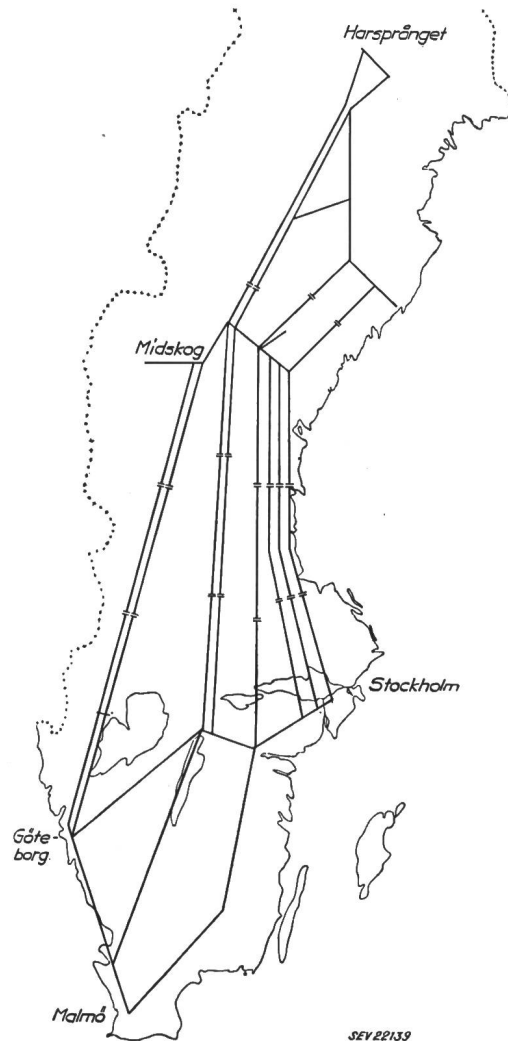 Harsprånget
Midskog
Stockholm
Göte-
borg.
Malmö
SEV 22139